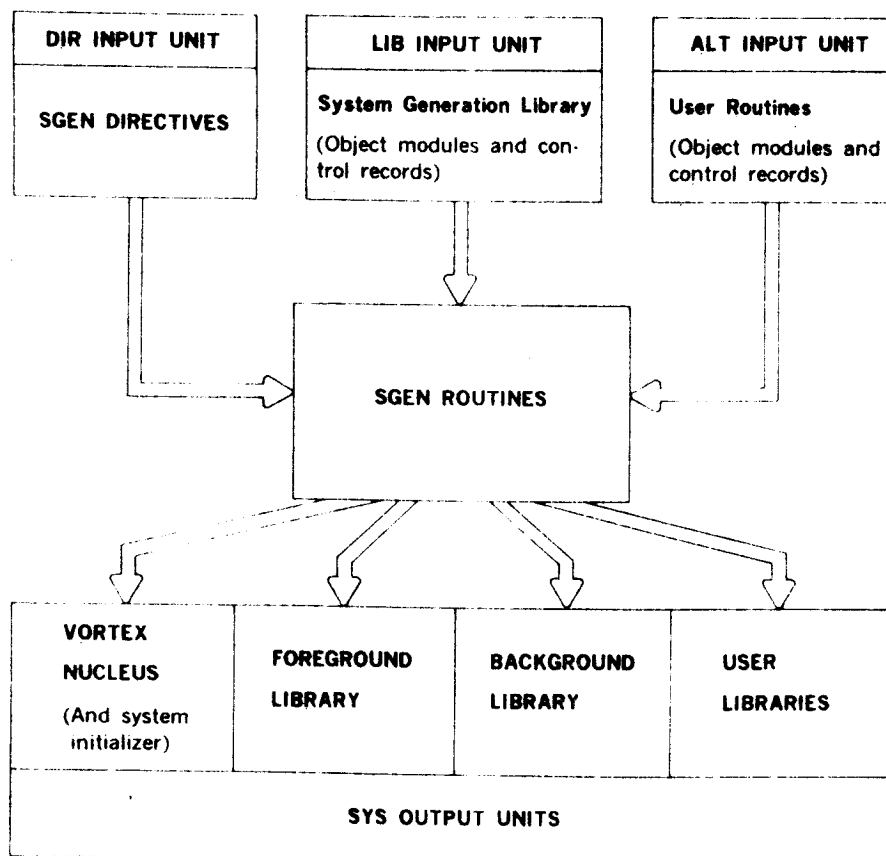 DIR INPUT UNIT
SGEN DIRECTIVES
LIB INPUT UNIT
System Generation Library
(Object modules and con-
trol records)
ALT INPUT UNIT
User Routines
(Object modules and
control records)
SGEN ROUTINES
VORTEX
NUCLEUS
(And system
initializer)
FOREGROUND
LIBRARY
BACKGROUND
LIBRARY
USER
LIBRARIES
SYS OUTPUT UNITS